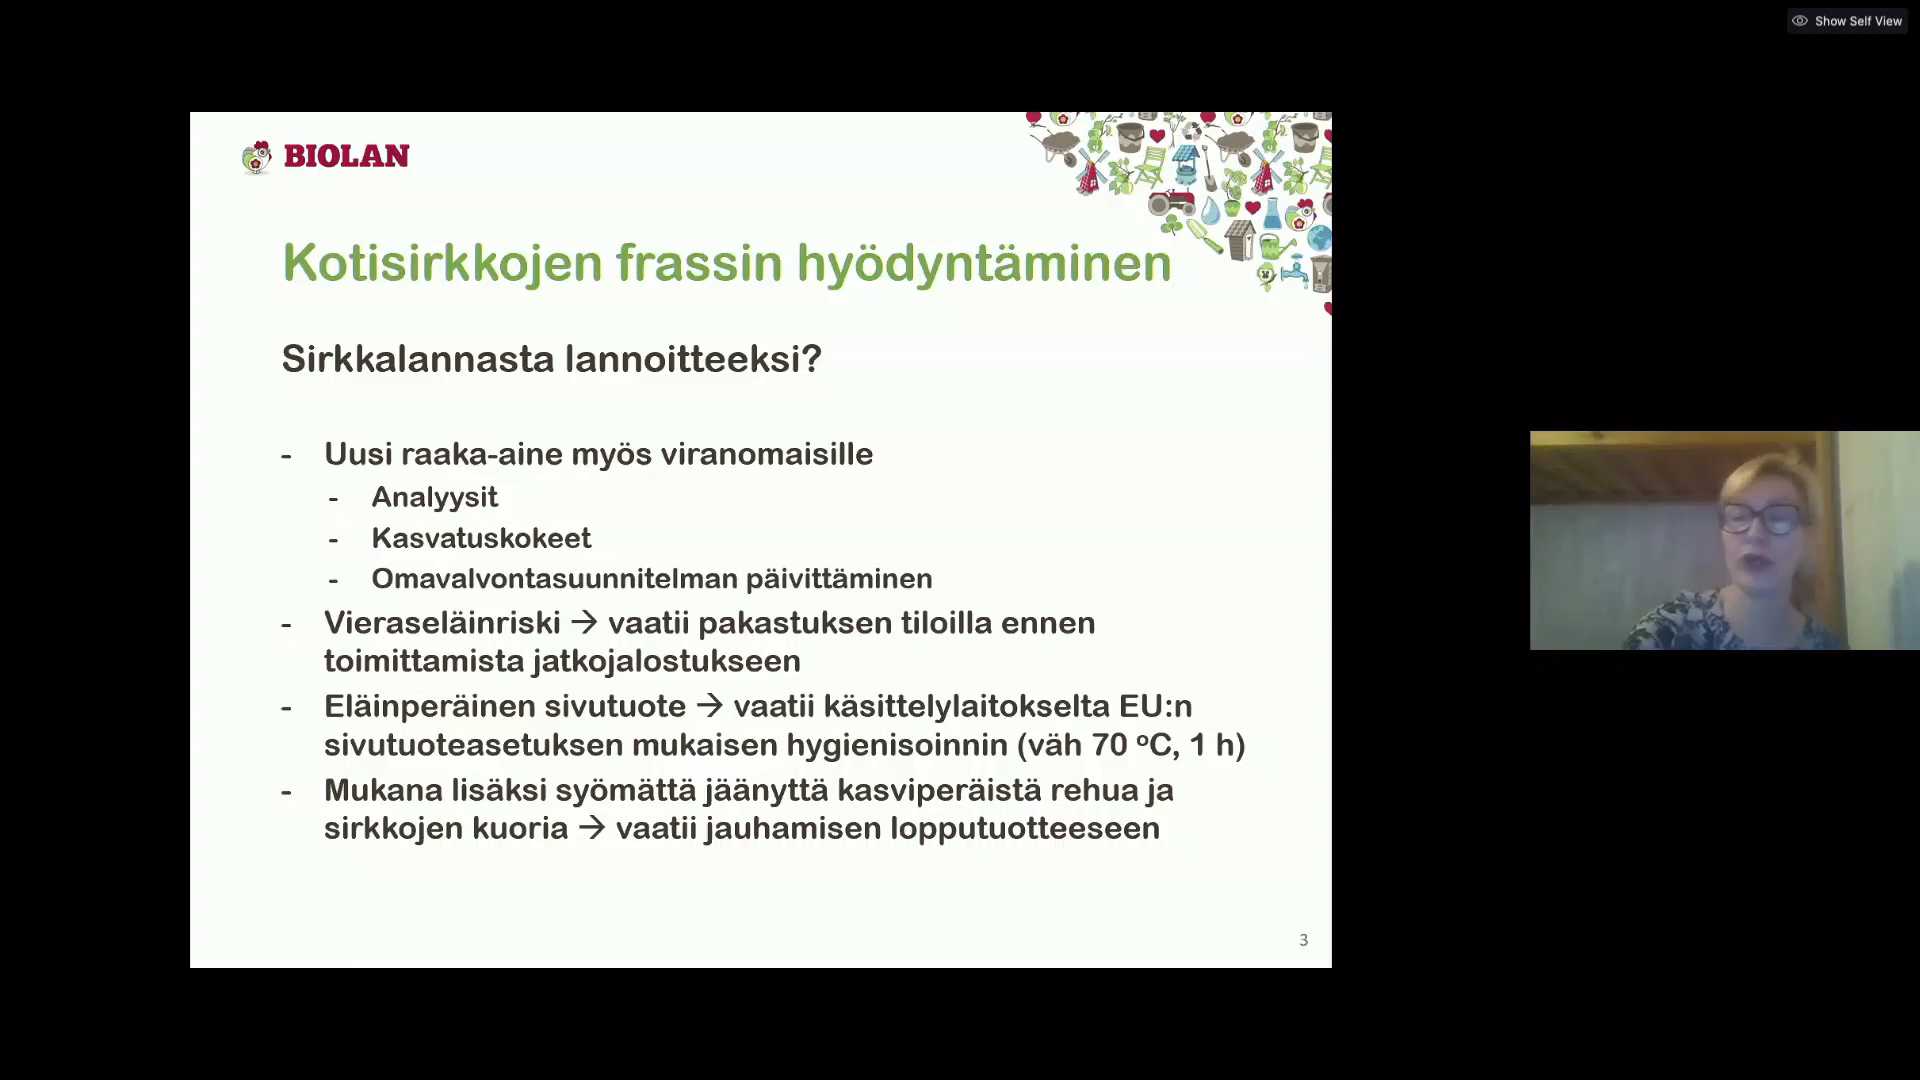 Show Self View
BIOLAN
Kotisirkkojen frassin hyödyntäminen
Sirkkalannasta lannoitteeksi?
- Uusi raaka-aine myös viranomaisille
- Analyysit
- Kasvatuskokeet
- Omavalvontasuunnitelman päivittäminen
- Vieraseläinriski → vaatii pakastuksen tiloilla ennen
toimittamista jatkojalostukseen
- Eläinperäinen sivutuote → vaatii käsittelylaitokselta EU:n
sivutuoteasetuksen mukaisen hygienisoinnin (väh 70 ºC, 1 h)
- Mukana lisäksi syömättä jäänyttä kasviperäistä rehua ja
sirkkojen kuoria → vaatii jauhamisen lopputuotteeseen
3